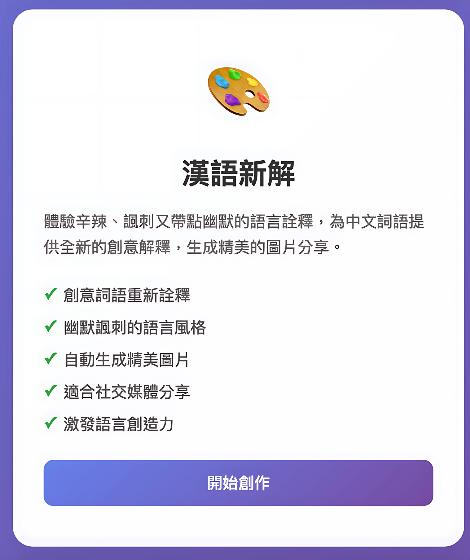 漢語新解
體驗辛辣、諷刺又帶點幽默的語言詮釋，為中文詞語提
供全新的創意解釋，生成精美的圖片分享。
✔ 創意詞語重新詮釋
✔ 幽默諷刺的語言風格
✔ 自動生成精美圖片
✔ 適合社交媒體分享
✔ 激發語言創造力
開始創作